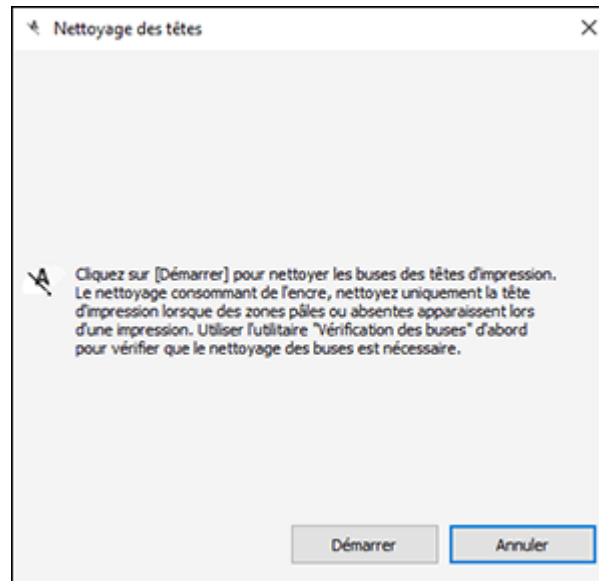 Nettoyage des têtes
Cliquez sur [Démarrer] pour nettoyer les buses des têtes d'impression.
Le nettoyage consommant de l'encre, nettoyez uniquement la tête
d'impression lorsque des zones pâles ou absentes apparaissent lors
d'une impression. Utiliser l'utilitaire "Vérification des buses" d'abord
pour vérifier que le nettoyage des buses est nécessaire.
Démarrer
Annuler